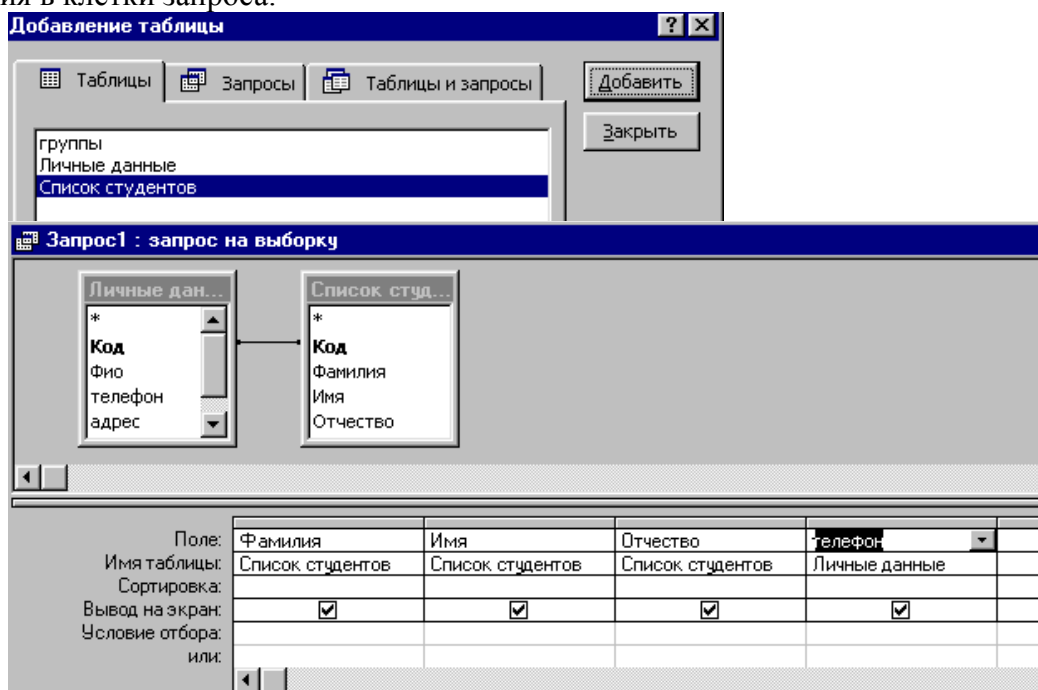 ия в клетки запроса.
Добавление таблицы
Таблицы Запросы Таблицы и запросы Добавить
Закрыть
группы
Личные данные
Список студентов
Запрос1 : запрос на выборку
Личные дан... Список студ...
* *
Код Код
Фио Фамилия
телефон Имя
адрес Отчество
Поле: Фамилия Имя Отчество телефон
Имя таблицы: Список студентов Список студентов Список студентов Личные данные
Сортировка:
Вывод на экран:
Условие отбора:
или: